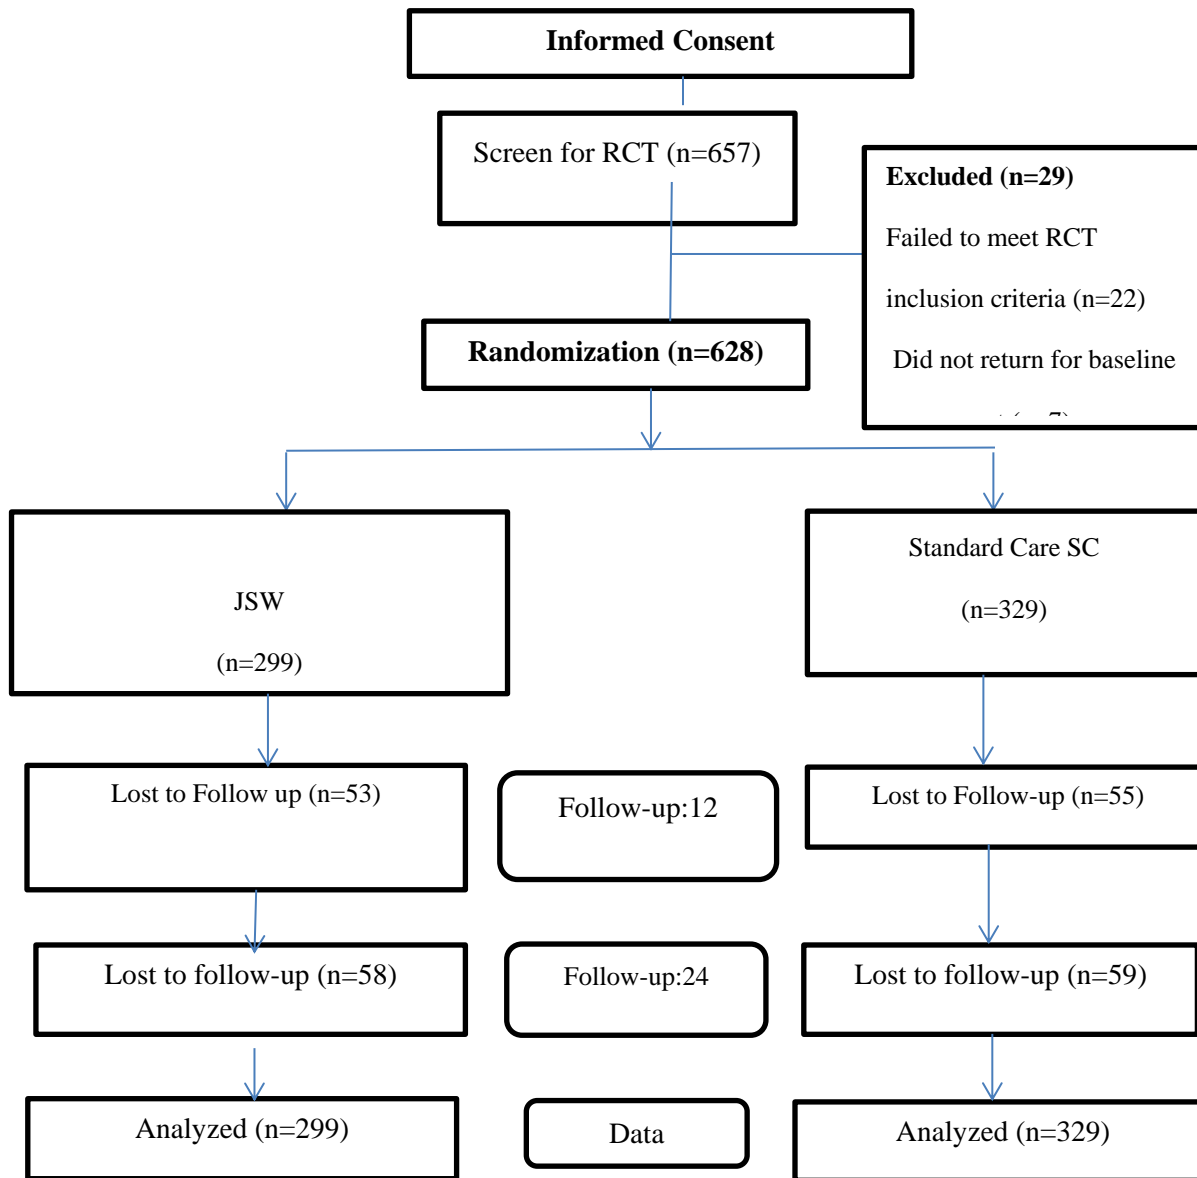 Informed Consent
Screen for RCT (n=657)
Excluded (n=29)
Failed to meet RCT
inclusion criteria (n=22)
Did not return for baseline
Randomization (n=628)
JSW
(n=299)
Standard Care SC
(n=329)
Lost to Follow up (n=53)
Follow-up:12
Lost to Follow-up (n=55)
Lost to follow-up (n=58)
Follow-up:24
Lost to follow-up (n=59)
Analyzed (n=299)
Data
Analyzed (n=329)